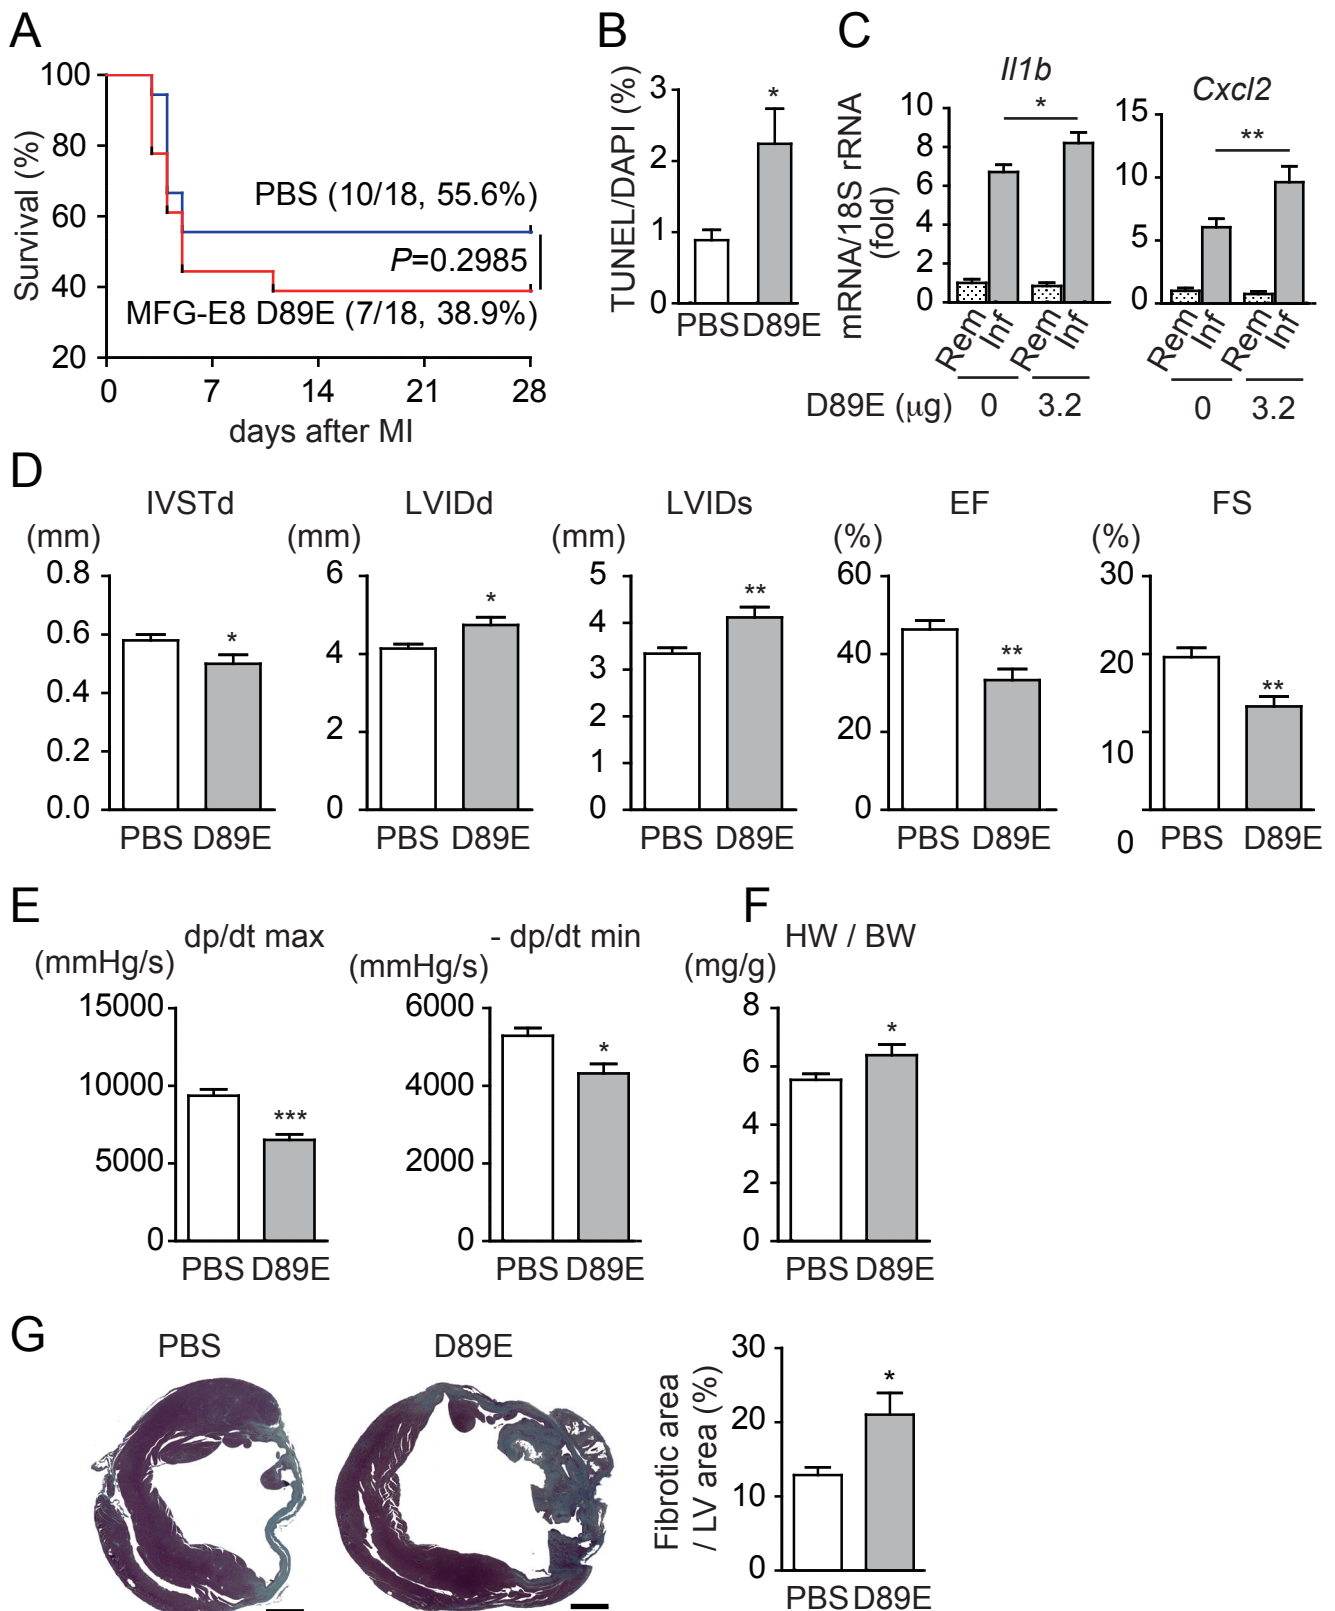 A
100
80
60
40
20
Survival (%)
PBS (10/18, 55.6%)
P=0.2985
MFG-E8 D89E (7/18, 38.9%)
0 7 14 21 28
days after MI
B
TUNEL/DAPI (%)
3
2
1
0
*
PBS D89E
C
mRNA/18S rRNA
(fold)
Il1b
10
8
6
4
2
0
*
Rem Inf Rem Inf
Cxcl2
15
10
5
0
**
Rem Inf Rem Inf
D89E (μg) 0 3.2 0 3.2
D
IVSTd
(mm)
0.8
0.6
0.4
0.2
0.0
*
PBS D89E
LVIDd
(mm)
6
4
2
0
*
PBS D89E
LVIDs
(mm)
5
4
3
2
1
0
**
PBS D89E
EF
(%)
60
40
20
0
**
PBS D89E
FS
(%)
30
20
10
0
**
PBS D89E
E
dp/dt max
(mmHg/s)
15000
10000
5000
0
***
PBS D89E
- dp/dt min
(mmHg/s)
6000
4000
2000
0
*
PBS D89E
F
HW / BW
(mg/g)
8
6
4
2
0
*
PBS D89E
G
PBS
D89E
Fibrotic area
/ LV area (%)
30
20
10
0
*
PBS D89E